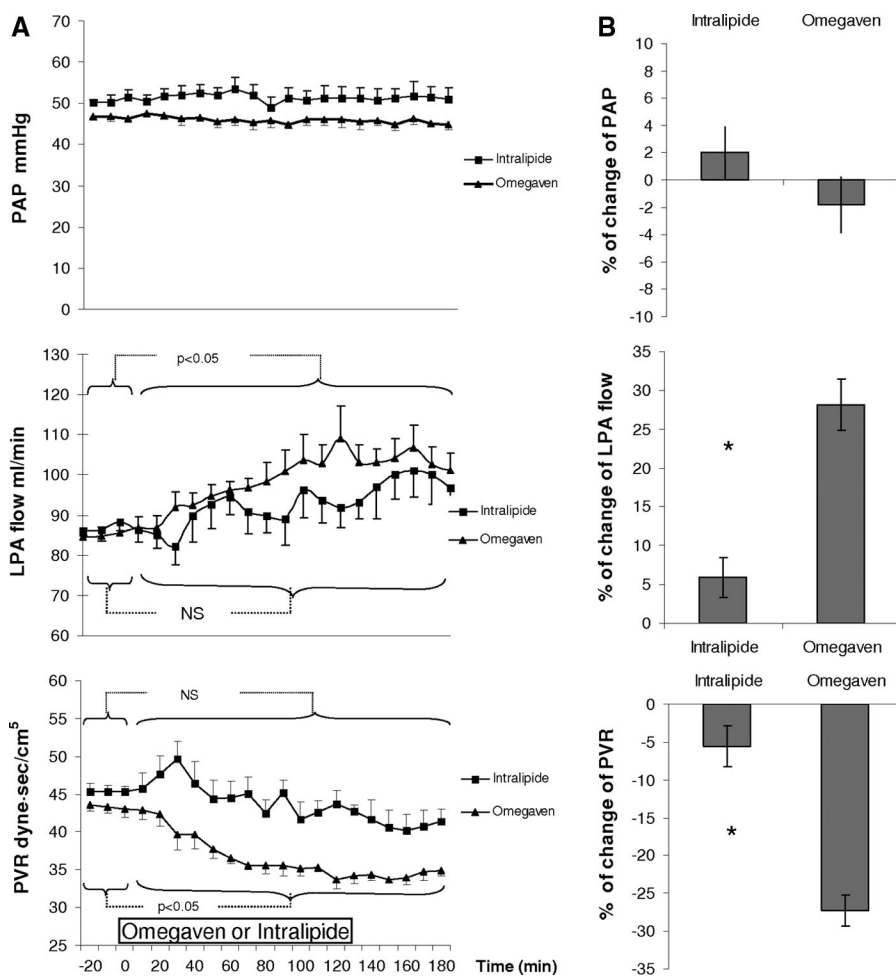 A
70
60
50
40
30
20
10
0
PAP mmHg
Intralipide
Omegaven
130
120
110
100
90
80
70
60
LPA flow ml/min
p<0.05
Intralipide
Omegaven
NS
60
55
50
45
40
35
30
25
PVR dyne·sec/cm⁵
NS
Intralipide
Omegaven
p<0.05
Omegaven or Intralipide
-20 0 20 40 60 80 100 120 140 160 180 Time (min)
B
Intralipide Omegaven
10
8
6
4
2
0
-2
-4
-6
-8
-10
% of change of PAP
35
30
25
20
15
10
5
0
% of change of LPA flow
*
Intralipide Omegaven
Intralipide Omegaven
0
-5
-10
-15
-20
-25
-30
-35
% of change of PVR
*